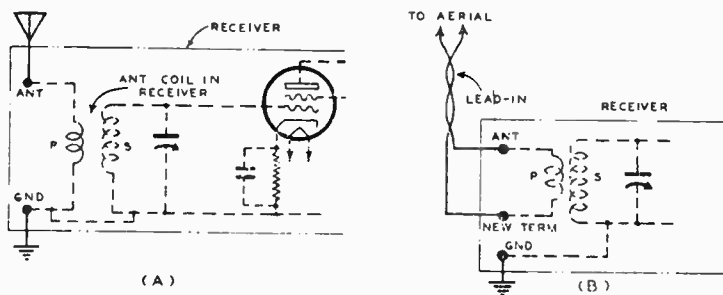 RECEIVER
ANT
ANT COIL IN
RECEIVER
P
S
GND
(A)
TO AERIAL
LEAD-IN
RECEIVER
ANT
P
S
NEW TERM
GND
(B)